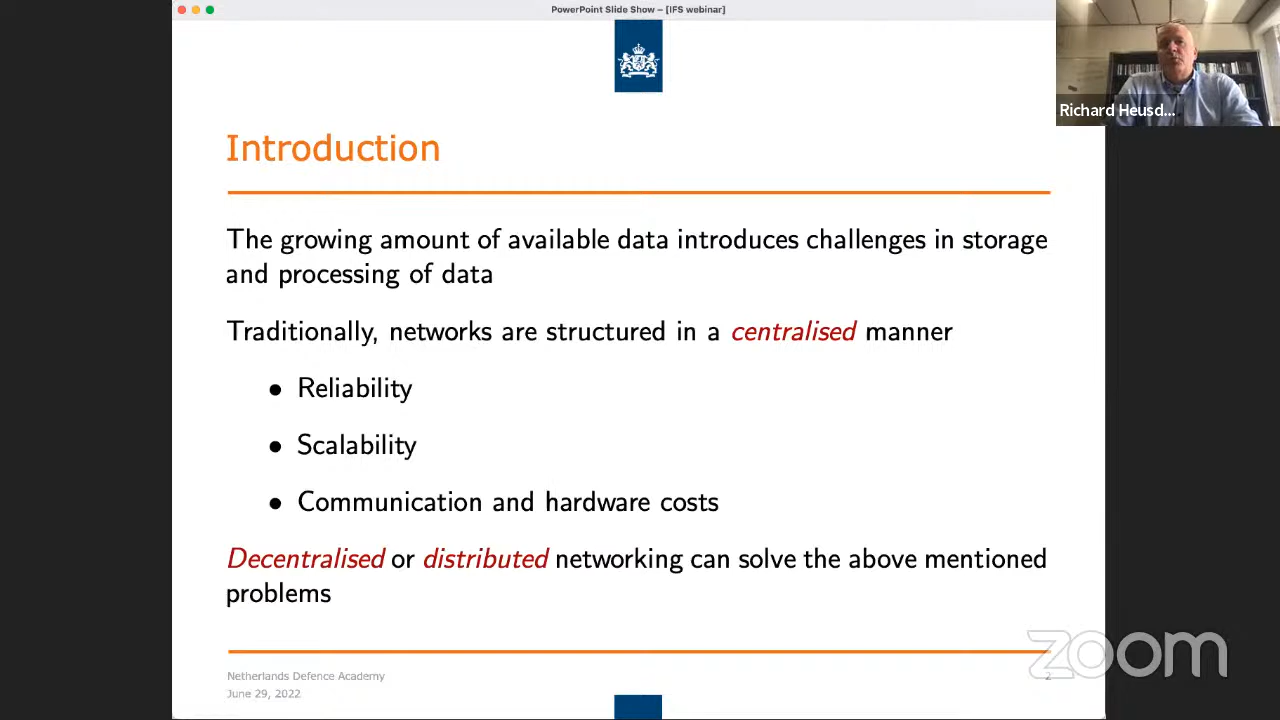 PowerPoint Slide Show – [IFS webinar]
Richard Heusd...
Introduction
The growing amount of available data introduces challenges in storage
and processing of data
Traditionally, networks are structured in a centralised manner
• Reliability
• Scalability
• Communication and hardware costs
Decentralised or distributed networking can solve the above mentioned
problems
Netherlands Defence Academy
June 29, 2022
2
zoom